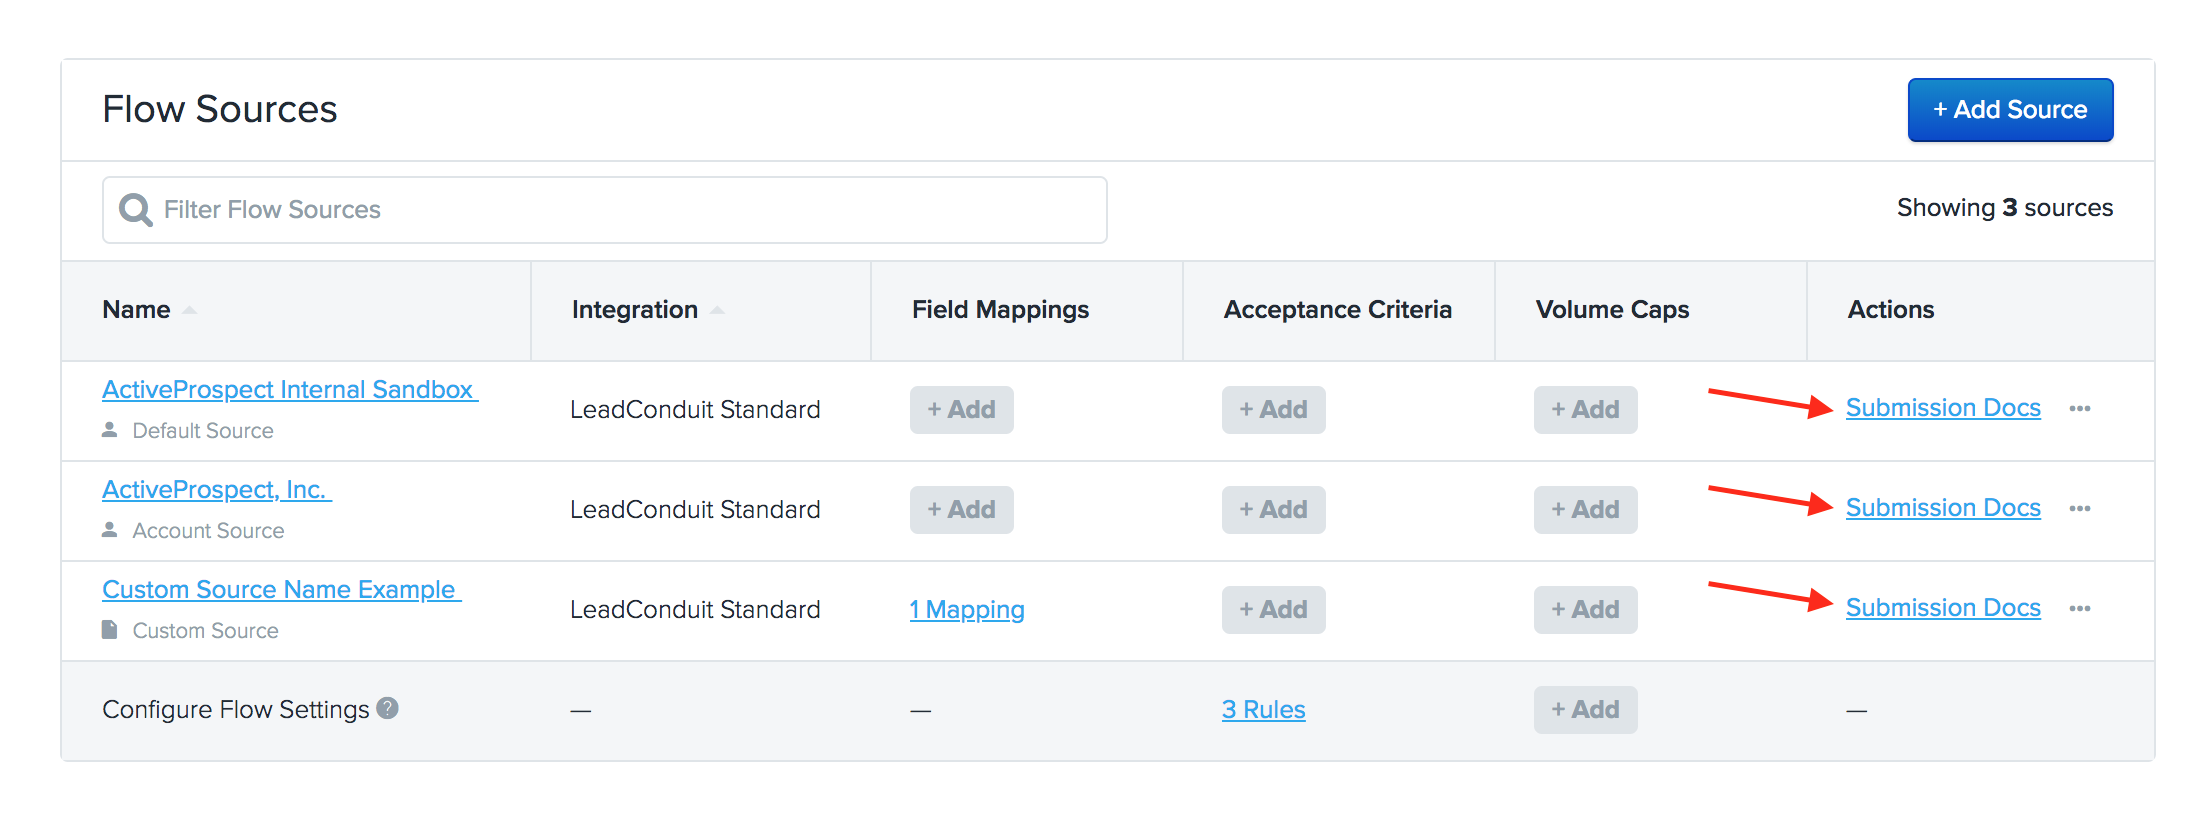 Flow Sources
+ Add Source
Filter Flow Sources
Showing 3 sources
Name Integration Field Mappings Acceptance Criteria Volume Caps Actions
ActiveProspect Internal Sandbox
Default Source
LeadConduit Standard + Add + Add + Add Submission Docs •••
ActiveProspect, Inc.
Account Source
LeadConduit Standard + Add + Add + Add Submission Docs •••
Custom Source Name Example
Custom Source
LeadConduit Standard 1 Mapping + Add + Add Submission Docs •••
Configure Flow Settings ? — — 3 Rules + Add —